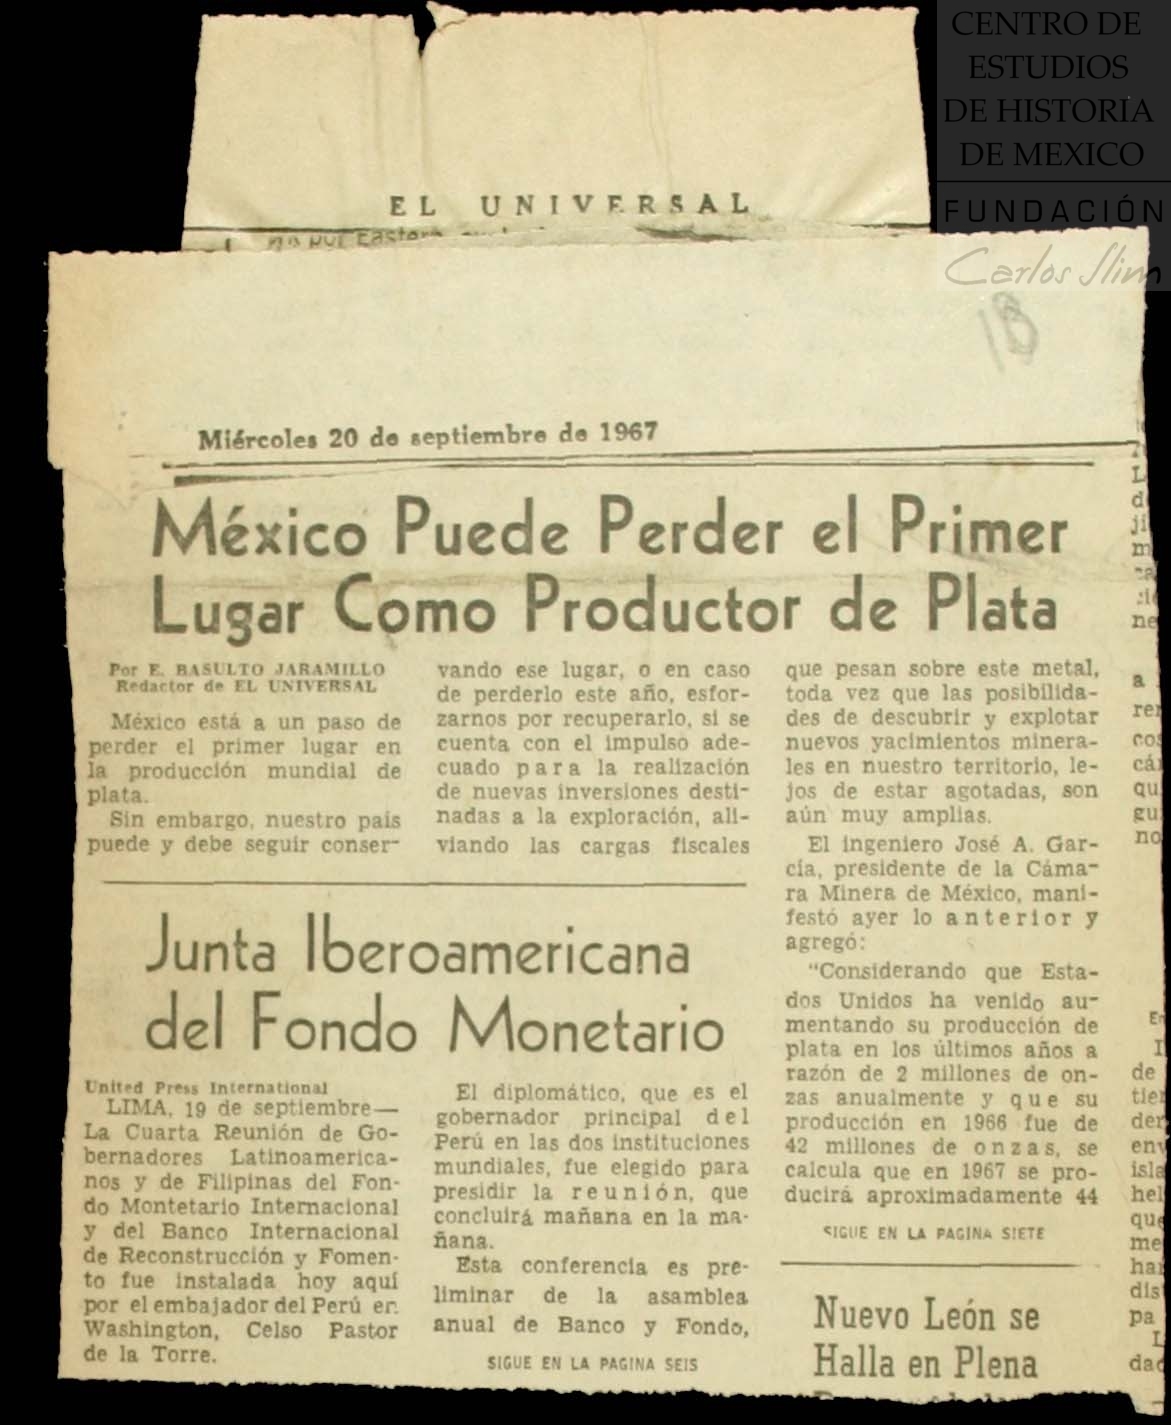 CENTRO DE
ESTUDIOS
DE HISTORIA
DE MEXICO
FUNDACIÓN
Carlos Slim
EL UNIVERSAL
18
Miércoles 20 de septiembre de 1967
México Puede Perder el Primer
Lugar Como Productor de Plata
Por E. BASULTO JARAMILLO
Redactor de EL UNIVERSAL
México está a un paso de
perder el primer lugar en
la producción mundial de
plata.
Sin embargo, nuestro país
puede y debe seguir conser-
vando ese lugar, o en caso
de perderlo este año, esfor-
zarnos por recuperarlo, si se
cuenta con el impulso ade-
cuado para la realización
de nuevas inversiones desti-
nadas a la exploración, ali-
viando las cargas fiscales
que pesan sobre este metal,
toda vez que las posibilida-
des de descubrir y explotar
nuevos yacimientos minera-
les en nuestro territorio, le-
jos de estar agotadas, son
aún muy amplias.
El ingeniero José A. Gar-
cía, presidente de la Cáma-
ra Minera de México, mani-
festó ayer lo anterior y
agregó:
"Considerando que Esta-
dos Unidos ha venido au-
mentando su producción de
plata en los últimos años a
razón de 2 millones de on-
zas anualmente y que su
producción en 1966 fue de
42 millones de onzas, se
calcula que en 1967 se pro-
ducirá aproximadamente 44
SIGUE EN LA PAGINA SIETE
Junta Iberoamericana
del Fondo Monetario
United Press International
LIMA, 19 de septiembre—
La Cuarta Reunión de Go-
bernadores Latinoamerica-
nos y de Filipinas del Fon-
do Montetario Internacional
y del Banco Internacional
de Reconstrucción y Fomen-
to fue instalada hoy aquí
por el embajador del Perú en
Washington, Celso Pastor
de la Torre.
El diplomático, que es el
gobernador principal del
Perú en las dos instituciones
mundiales, fue elegido para
presidir la reunión, que
concluirá mañana en la ma-
ñana.
Esta conferencia es pre-
liminar de la asamblea
anual de Banco y Fondo,
SIGUE EN LA PAGINA SEIS
Nuevo León se
Halla en Plena